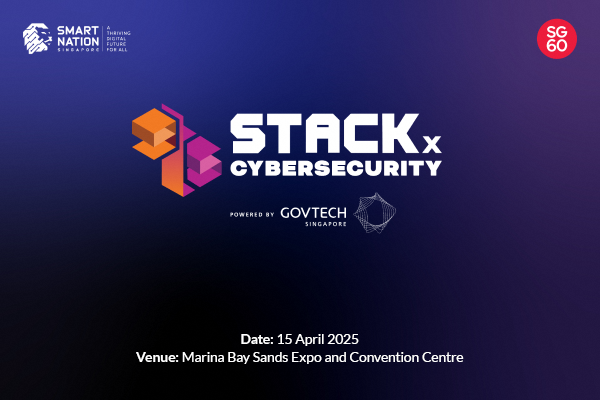 SMART
NATION
SINGAPORE
A
THRIVING
DIGITAL
FUTURE
FOR ALL
SG
60
STACKx
CYBERSECURITY
POWERED BY GOVTECH
SINGAPORE
Date: 15 April 2025
Venue: Marina Bay Sands Expo and Convention Centre